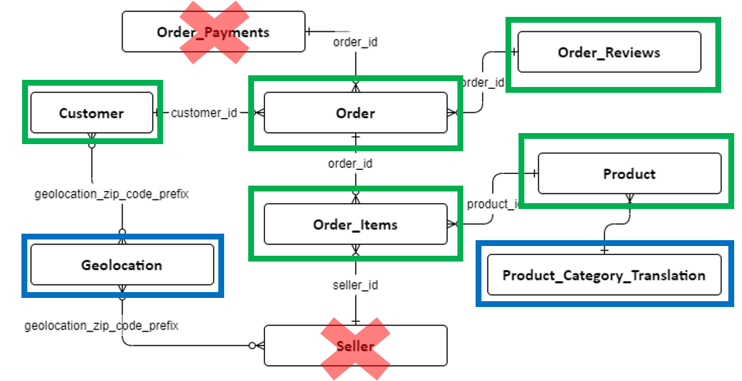 Order_Payments
order_id
Order_Reviews
order_id
Customer
customer_id
Order
order_id
Product
geolocation_zip_code_prefix
product_id
Order_Items
Geolocation
Product_Category_Translation
seller_id
geolocation_zip_code_prefix
Seller